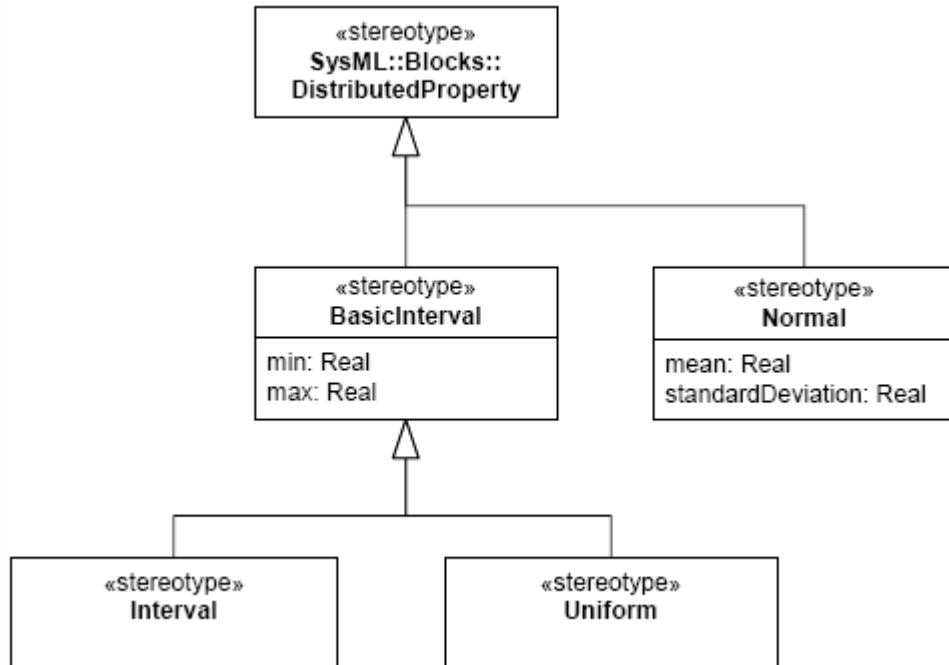 «stereotype»
SysML::Blocks::
DistributedProperty
«stereotype»
BasicInterval
min: Real
max: Real
«stereotype»
Normal
mean: Real
standardDeviation: Real
«stereotype»
Interval
«stereotype»
Uniform